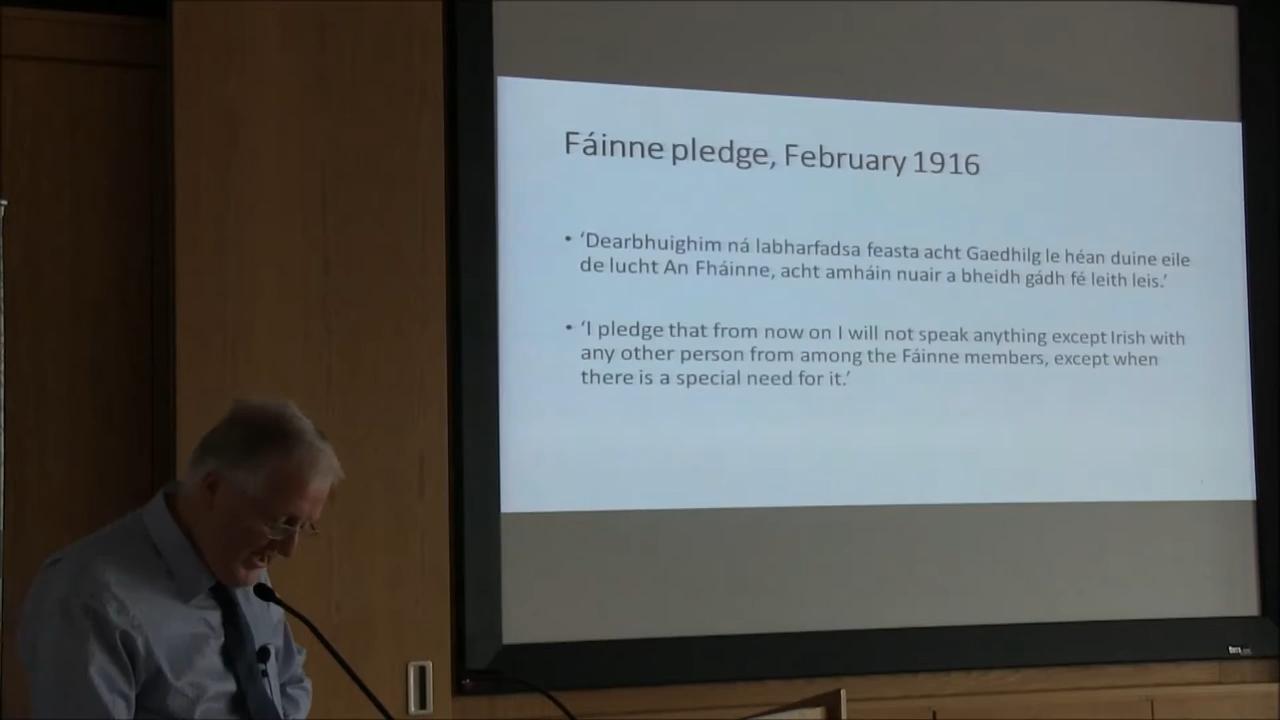 Fáinne pledge, February 1916
• ‘Dearbhuighim ná labharfadsa feasta acht Gaedhilg le héan duine eile
de lucht An Fháinne, acht amháin nuair a bheidh gádh fé leith leis.’
• ‘I pledge that from now on I will not speak anything except Irish with
any other person from among the Fáinne members, except when
there is a special need for it.’